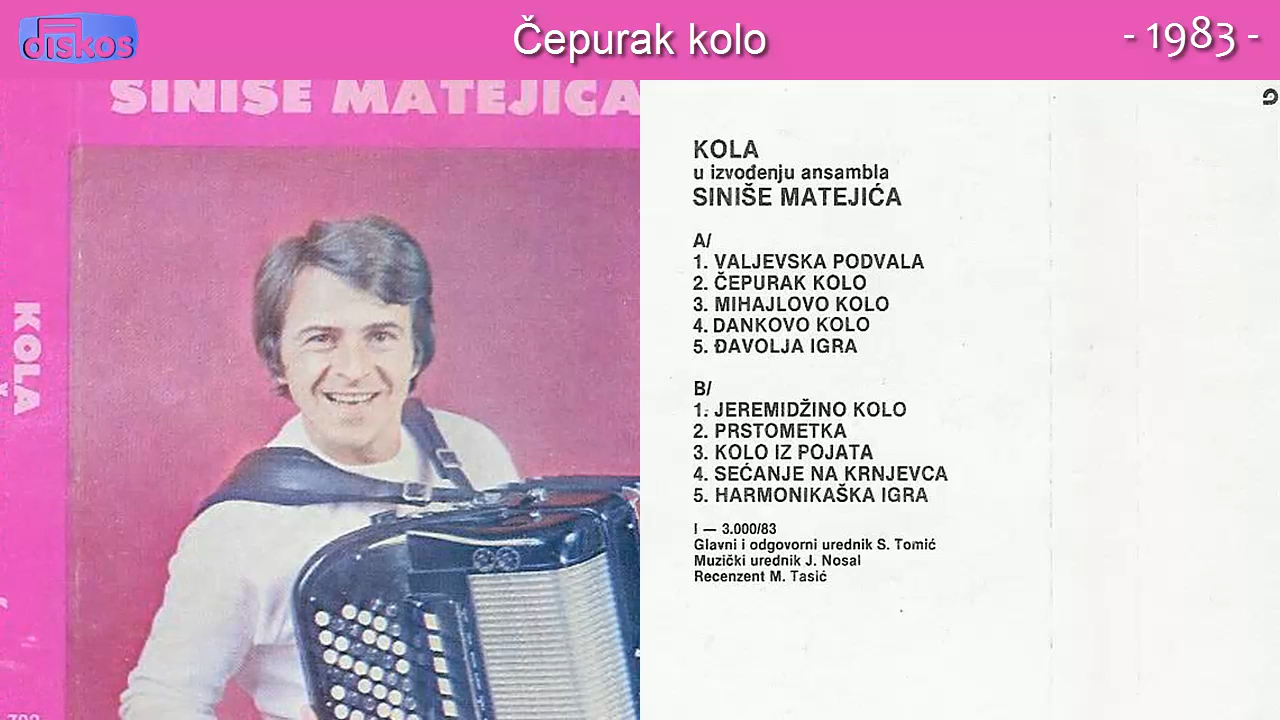 diskos
Čepurak kolo
- 1983 -
SINIŠE MATEJIĆA
KOLA
KOLA
u izvođenju ansambla
SINIŠE MATEJIĆA
A/
1. VALJEVSKA PODVALA
2. ČEPURAK KOLO
3. MIHAJLOVO KOLO
4. DANKOVO KOLO
5. ĐAVOLJA IGRA
B/
1. JEREMIDŽINO KOLO
2. PRSTOMETKA
3. KOLO IZ POJATA
4. SEĆANJE NA KRNJEVCA
5. HARMONIKAŠKA IGRA
I — 3.000/83
Glavni i odgovorni urednik S. Tomić
Muzički urednik J. Nosal
Recenzent M. Tasić